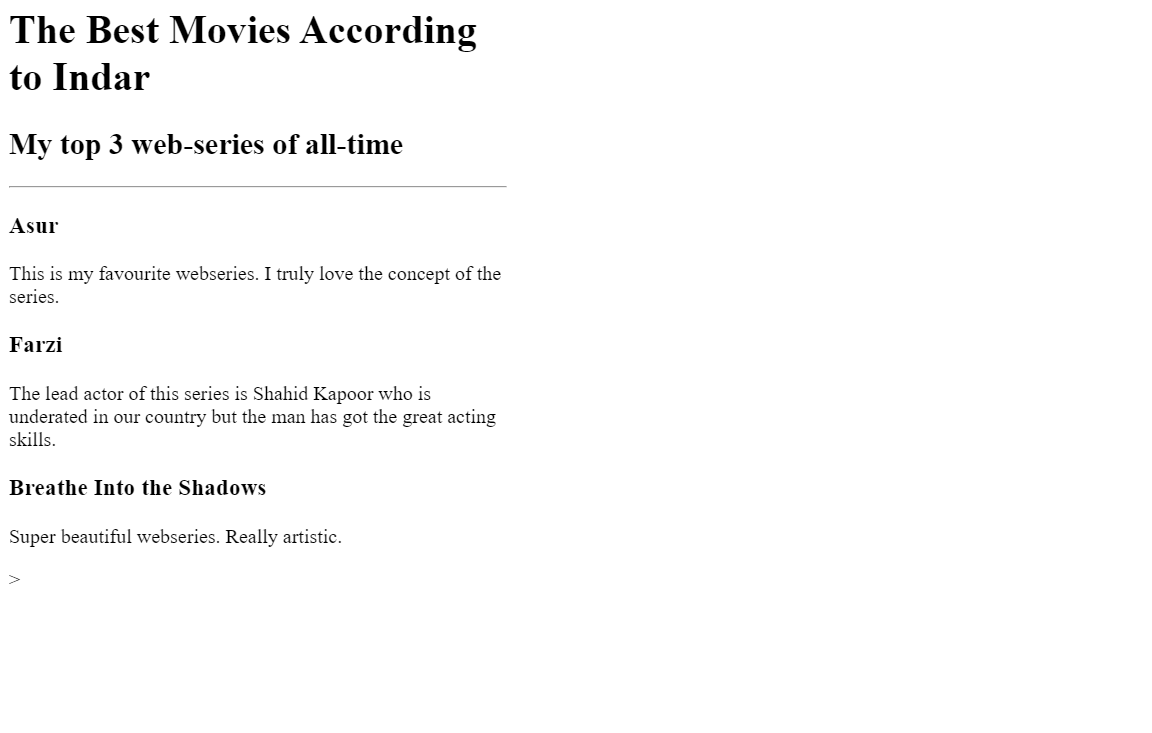 The Best Movies According
to Indar
My top 3 web-series of all-time
Asur
This is my favourite webseries. I truly love the concept of the
series.
Farzi
The lead actor of this series is Shahid Kapoor who is
underated in our country but the man has got the great acting
skills.
Breathe Into the Shadows
Super beautiful webseries. Really artistic.
>